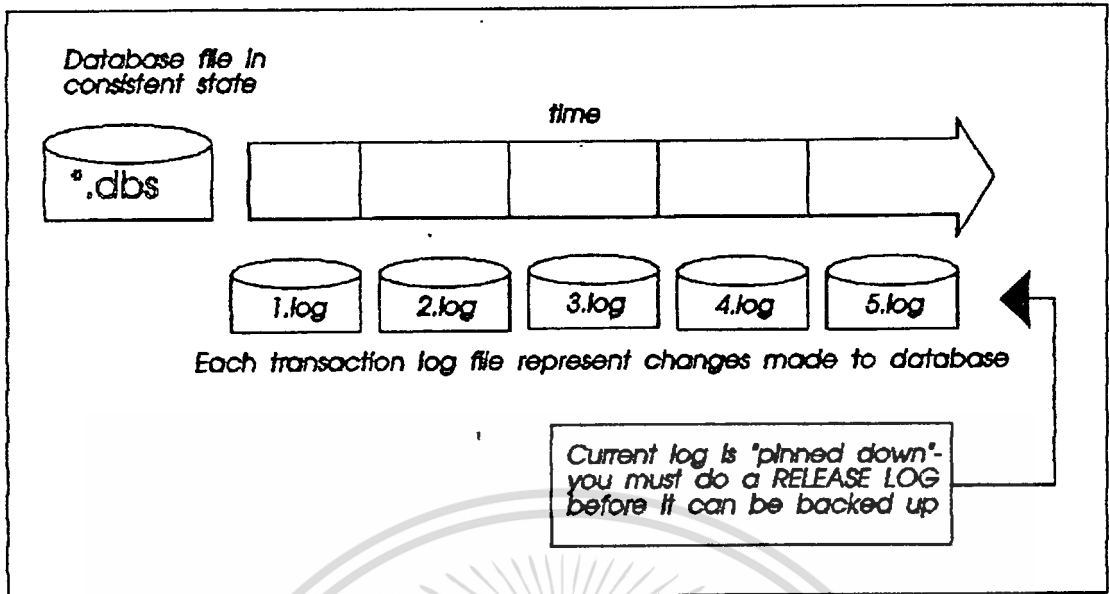 Database file in
consistent state
*.dbs
time
1.log
2.log
3.log
4.log
5.log
Each transaction log file represent changes made to database
Current log is "pinned down"-
you must do a RELEASE LOG
before it can be backed up